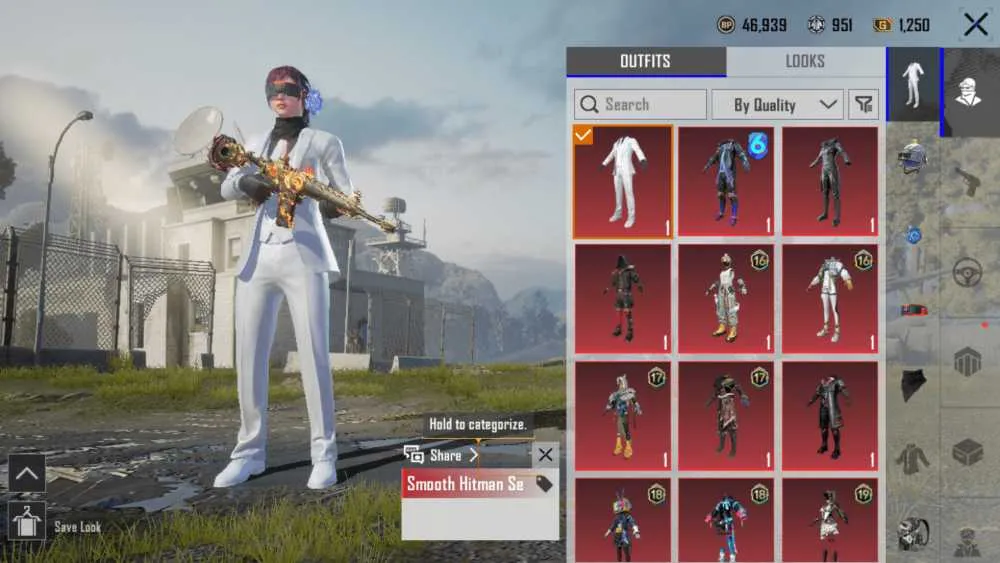 BP 46,939 951 G 1,250
OUTFITS LOOKS
Search By Quality
6
1 1 1
16 16
1 1 1
17 17
1 1 1
18 18 19
Hold to categorize.
Share
Smooth Hitman Se
Save Look